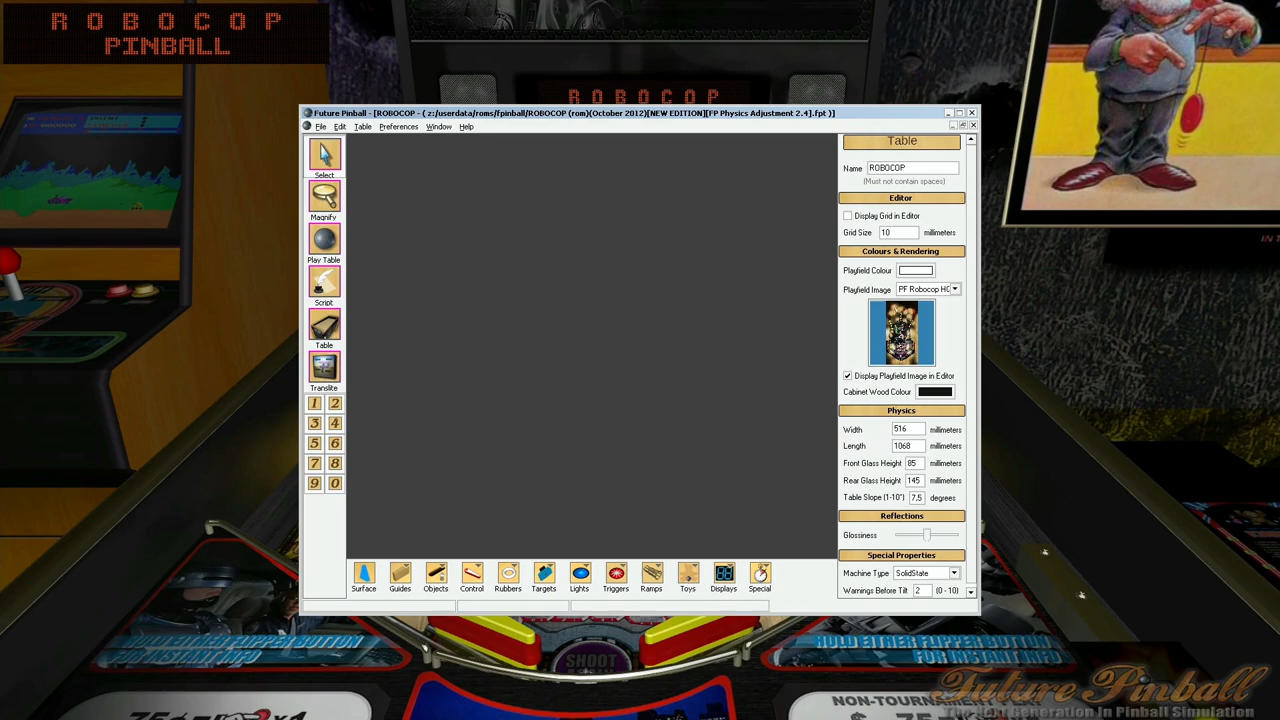 ROBOCOP
PINBALL
ROBOCOP
Future Pinball - [ROBOCOP - ( z:/userdata/roms/fpinball/ROBOCOP (rom)(October 2012)[NEW EDITION][FP Physics Adjustment 2.4].fpt )]
File Edit Table Preferences Window Help
Select
Magnify
Play Table
Script
Table
Translite
1 2
3 4
5 6
7 8
9 0
Table
Name ROBOCOP
(Must not contain spaces)
Editor
Display Grid in Editor
Grid Size 10 millimeters
Colours & Rendering
Playfield Colour
Playfield Image PF Robocop HC
Display Playfield Image in Editor
Cabinet Wood Colour
Physics
Width 516 millimeters
Length 1068 millimeters
Front Glass Height 85 millimeters
Rear Glass Height 145 millimeters
Table Slope (1-10°) 7,5 degrees
Reflections
Glossiness
Special Properties
Machine Type SolidState
Warnings Before Tilt 2 (0 - 10)
Surface Guides Objects Control Rubbers Targets Lights Triggers Ramps Toys Displays Special
HOLD EITHER FLIPPER BUTTON
FOR INSTANT INFO
FLIPPER BUTTON
INSTANT INFO
SHOOT
NON-TOURNAMENT
Future Pinball
The Next Generation In Pinball Simulation